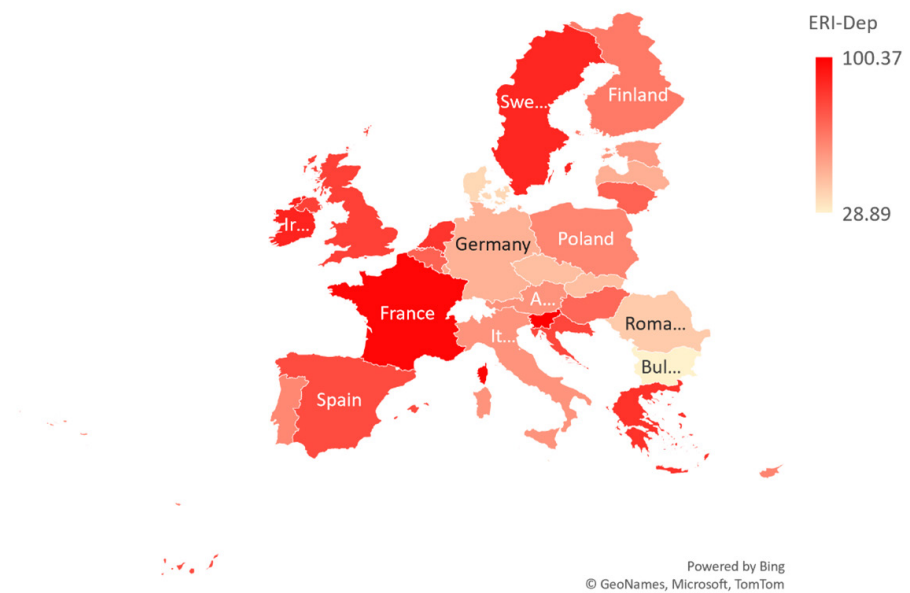 ERI-Dep
100.37
28.89
Swe...
Finland
Ir...
Germany
Poland
France
A...
It...
Roma...
Bul...
Spain
Powered by Bing
© GeoNames, Microsoft, TomTom